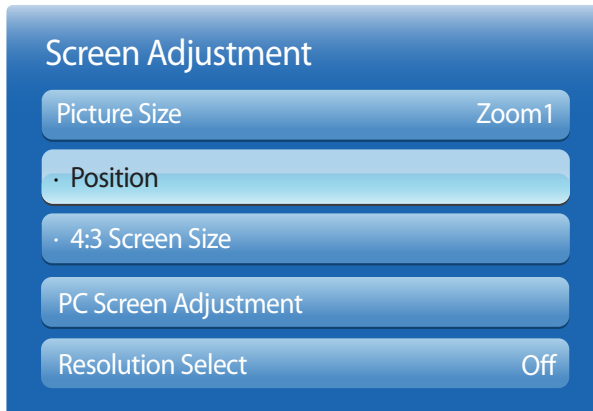 Screen Adjustment
Picture Size Zoom1
· Position
· 4:3 Screen Size
PC Screen Adjustment
Resolution Select Off